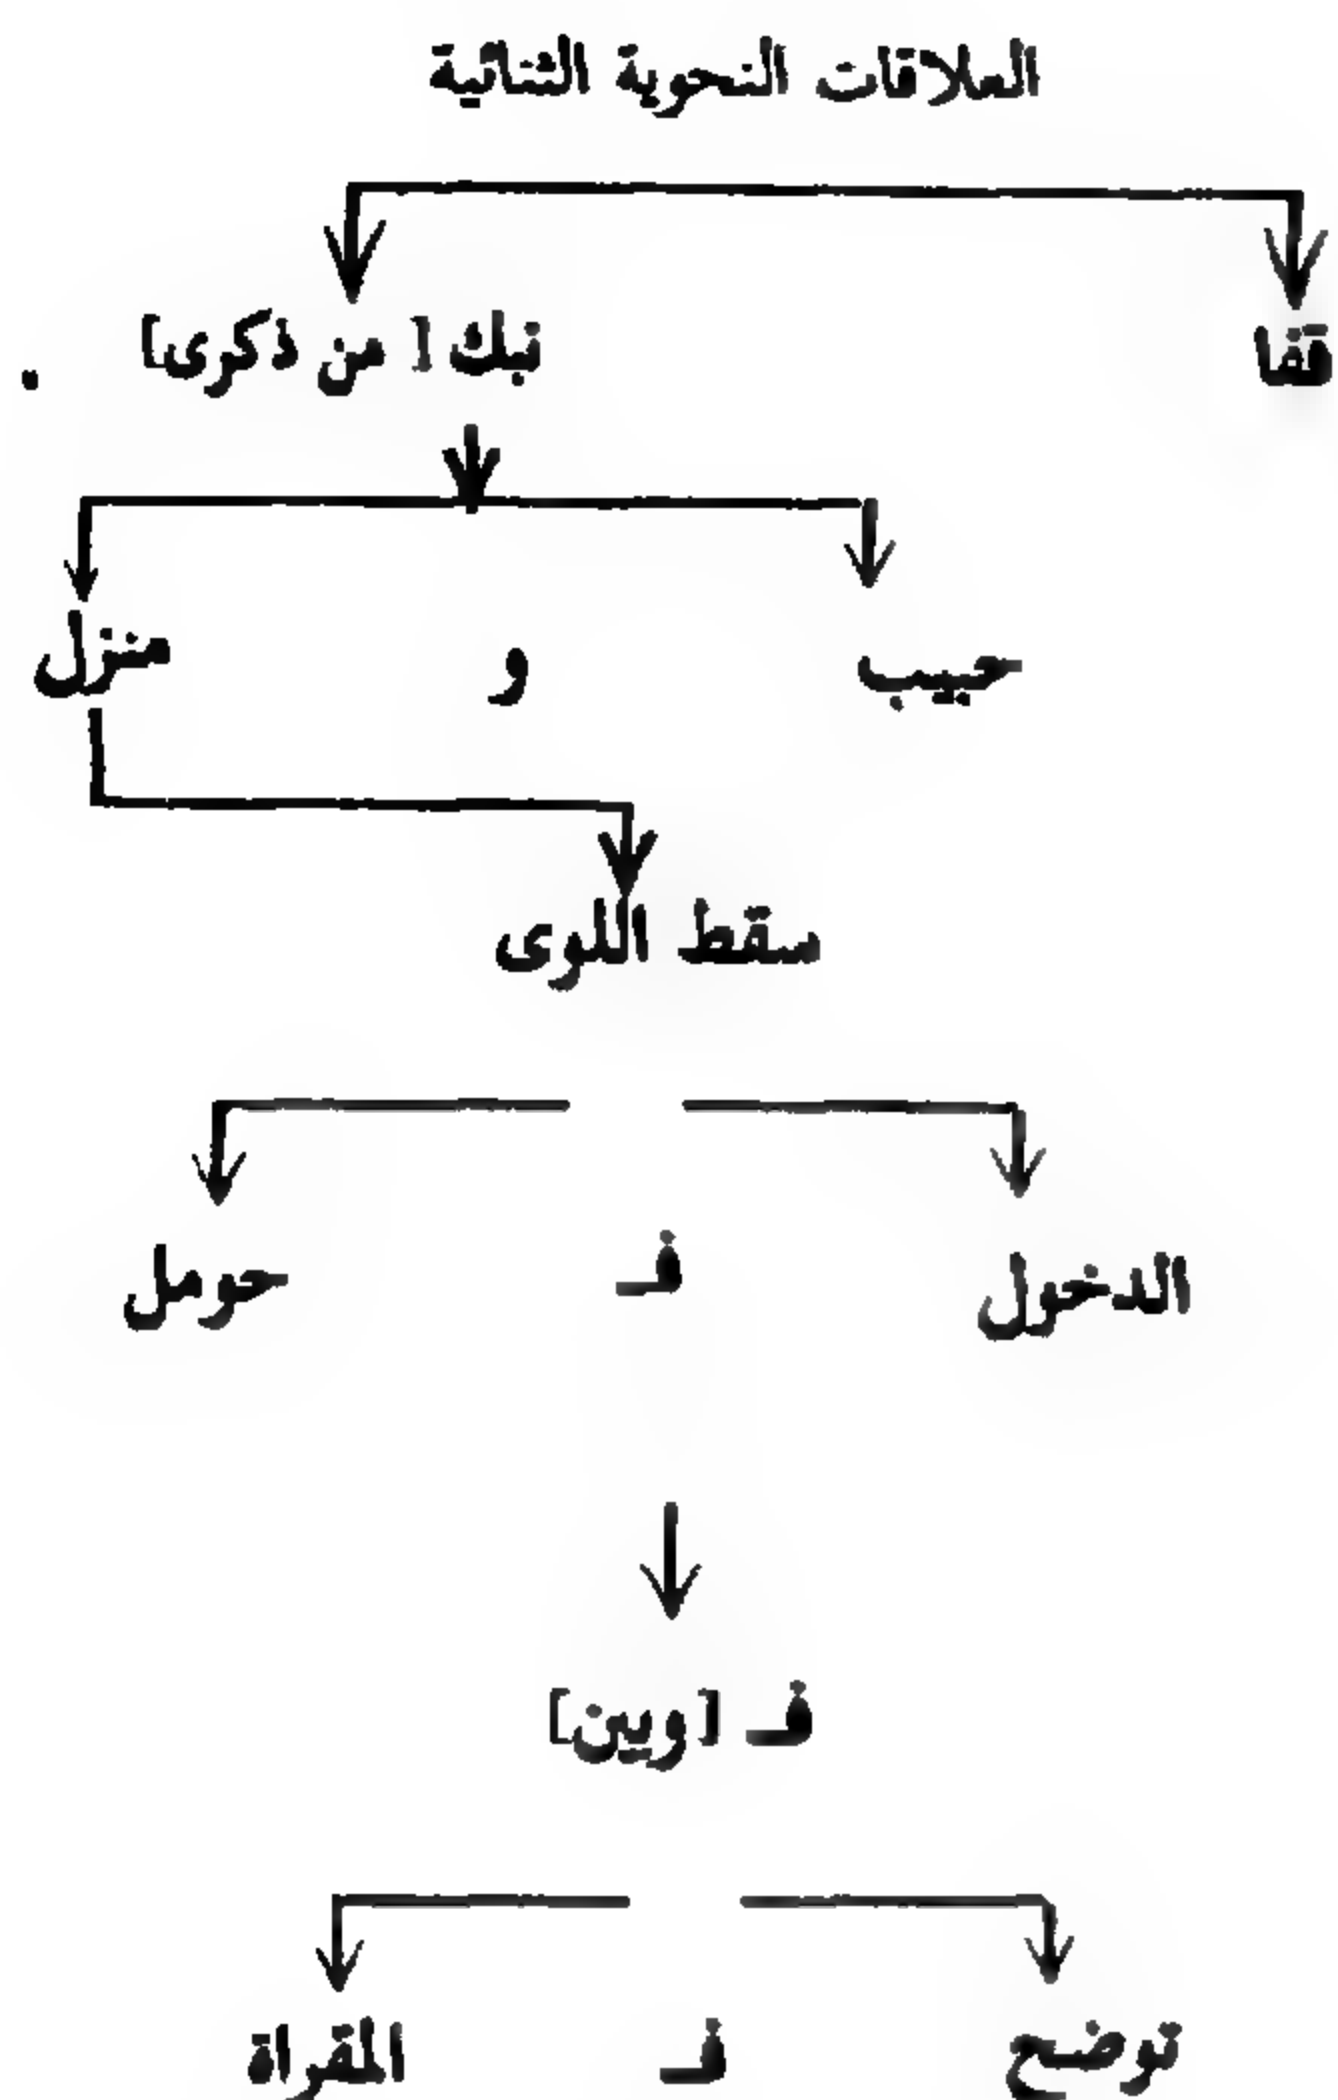 العلاقات النحوية الثنائية
قفا نبك [ من ذكرى] .
حبيب و منزل
سقط اللوى
الدخول فـ حومل
فـ [وبين]
توضح فـ المقراة